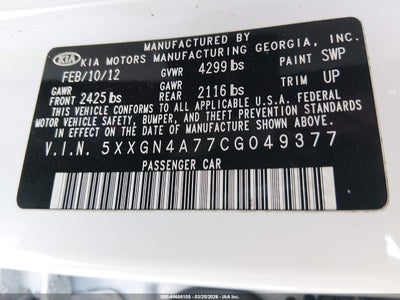 MANUFACTURED BY
KIA KIA MOTORS MANUFACTURING GEORGIA, INC.
FEB/10/12 GVWR 4299 lbs PAINT SWP
GAWR FRONT 2425 lbs GAWR REAR 2116 lbs TRIM UP
THIS VEHICLE CONFORMS TO ALL APPLICABLE U.S.A. FEDERAL
MOTOR VEHICLE SAFETY, BUMPER, AND THEFT PREVENTION
STANDARDS IN EFFECT ON THE DATE OF MANUFACTURE SHOWN ABOVE.
V.I.N. 5XXGN4A77CG049377
PASSENGER CAR